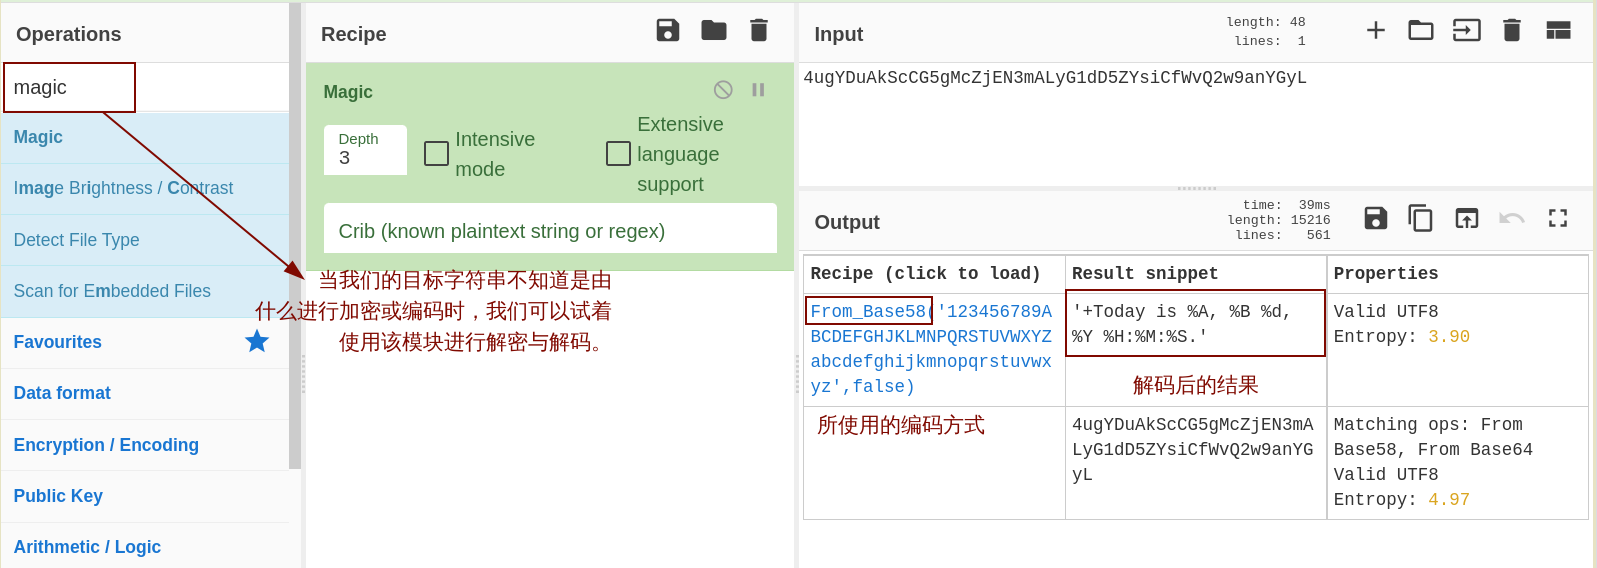 Operations
magic
Magic
Image Brightness / Contrast
Detect File Type
Scan for Embedded Files
Favourites
Data format
Encryption / Encoding
Public Key
Arithmetic / Logic
Recipe
Magic
Depth
3
Intensive
mode
Extensive
language
support
Crib (known plaintext string or regex)
当我们的目标字符串不知道是由
什么进行加密或编码时，我们可以试着
使用该模块进行解密与解码。
Input
length: 48
lines: 1
4ugYDuAkScCG5gMcZjEN3mALyG1dD5ZYsiCfWvQ2w9anYGyL
Output
time: 39ms
length: 15216
lines: 561
Recipe (click to load)
Result snippet
Properties
From_Base58('123456789A
BCDEFGHJKLMNPQRSTUVWXYZ
abcdefghijkmnopqrstuvwx
yz',false)
'+Today is %A, %B %d,
%Y %H:%M:%S.'
解码后的结果
Valid UTF8
Entropy: 3.90
所使用的编码方式
4ugYDuAkScCG5gMcZjEN3mA
LyG1dD5ZYsiCfWvQ2w9anYG
yL
Matching ops: From
Base58, From Base64
Valid UTF8
Entropy: 4.97